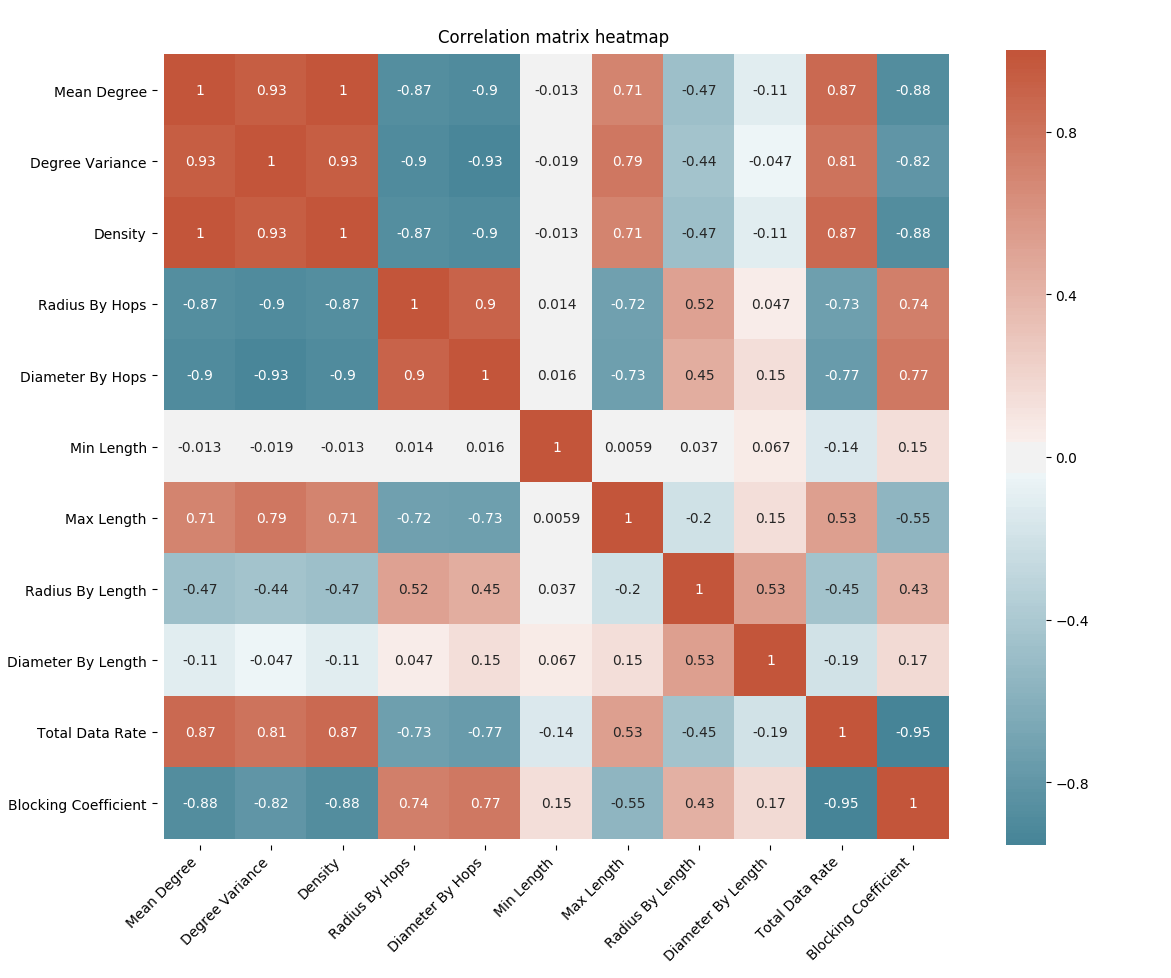 Correlation matrix heatmap
Mean Degree 1 0.93 1 -0.87 -0.9 -0.013 0.71 -0.47 -0.11 0.87 -0.88
Degree Variance 0.93 1 0.93 -0.9 -0.93 -0.019 0.79 -0.44 -0.047 0.81 -0.82
Density 1 0.93 1 -0.87 -0.9 -0.013 0.71 -0.47 -0.11 0.87 -0.88
Radius By Hops -0.87 -0.9 -0.87 1 0.9 0.014 -0.72 0.52 0.047 -0.73 0.74
Diameter By Hops -0.9 -0.93 -0.9 0.9 1 0.016 -0.73 0.45 0.15 -0.77 0.77
Min Length -0.013 -0.019 -0.013 0.014 0.016 1 0.0059 0.037 0.067 -0.14 0.15
Max Length 0.71 0.79 0.71 -0.72 -0.73 0.0059 1 -0.2 0.15 0.53 -0.55
Radius By Length -0.47 -0.44 -0.47 0.52 0.45 0.037 -0.2 1 0.53 -0.45 0.43
Diameter By Length -0.11 -0.047 -0.11 0.047 0.15 0.067 0.15 0.53 1 -0.19 0.17
Total Data Rate 0.87 0.81 0.87 -0.73 -0.77 -0.14 0.53 -0.45 -0.19 1 -0.95
Blocking Coefficient -0.88 -0.82 -0.88 0.74 0.77 0.15 -0.55 0.43 0.17 -0.95 1
Mean Degree
Degree Variance
Density
Radius By Hops
Diameter By Hops
Min Length
Max Length
Radius By Length
Diameter By Length
Total Data Rate
Blocking Coefficient
0.8
0.4
0.0
−0.4
−0.8